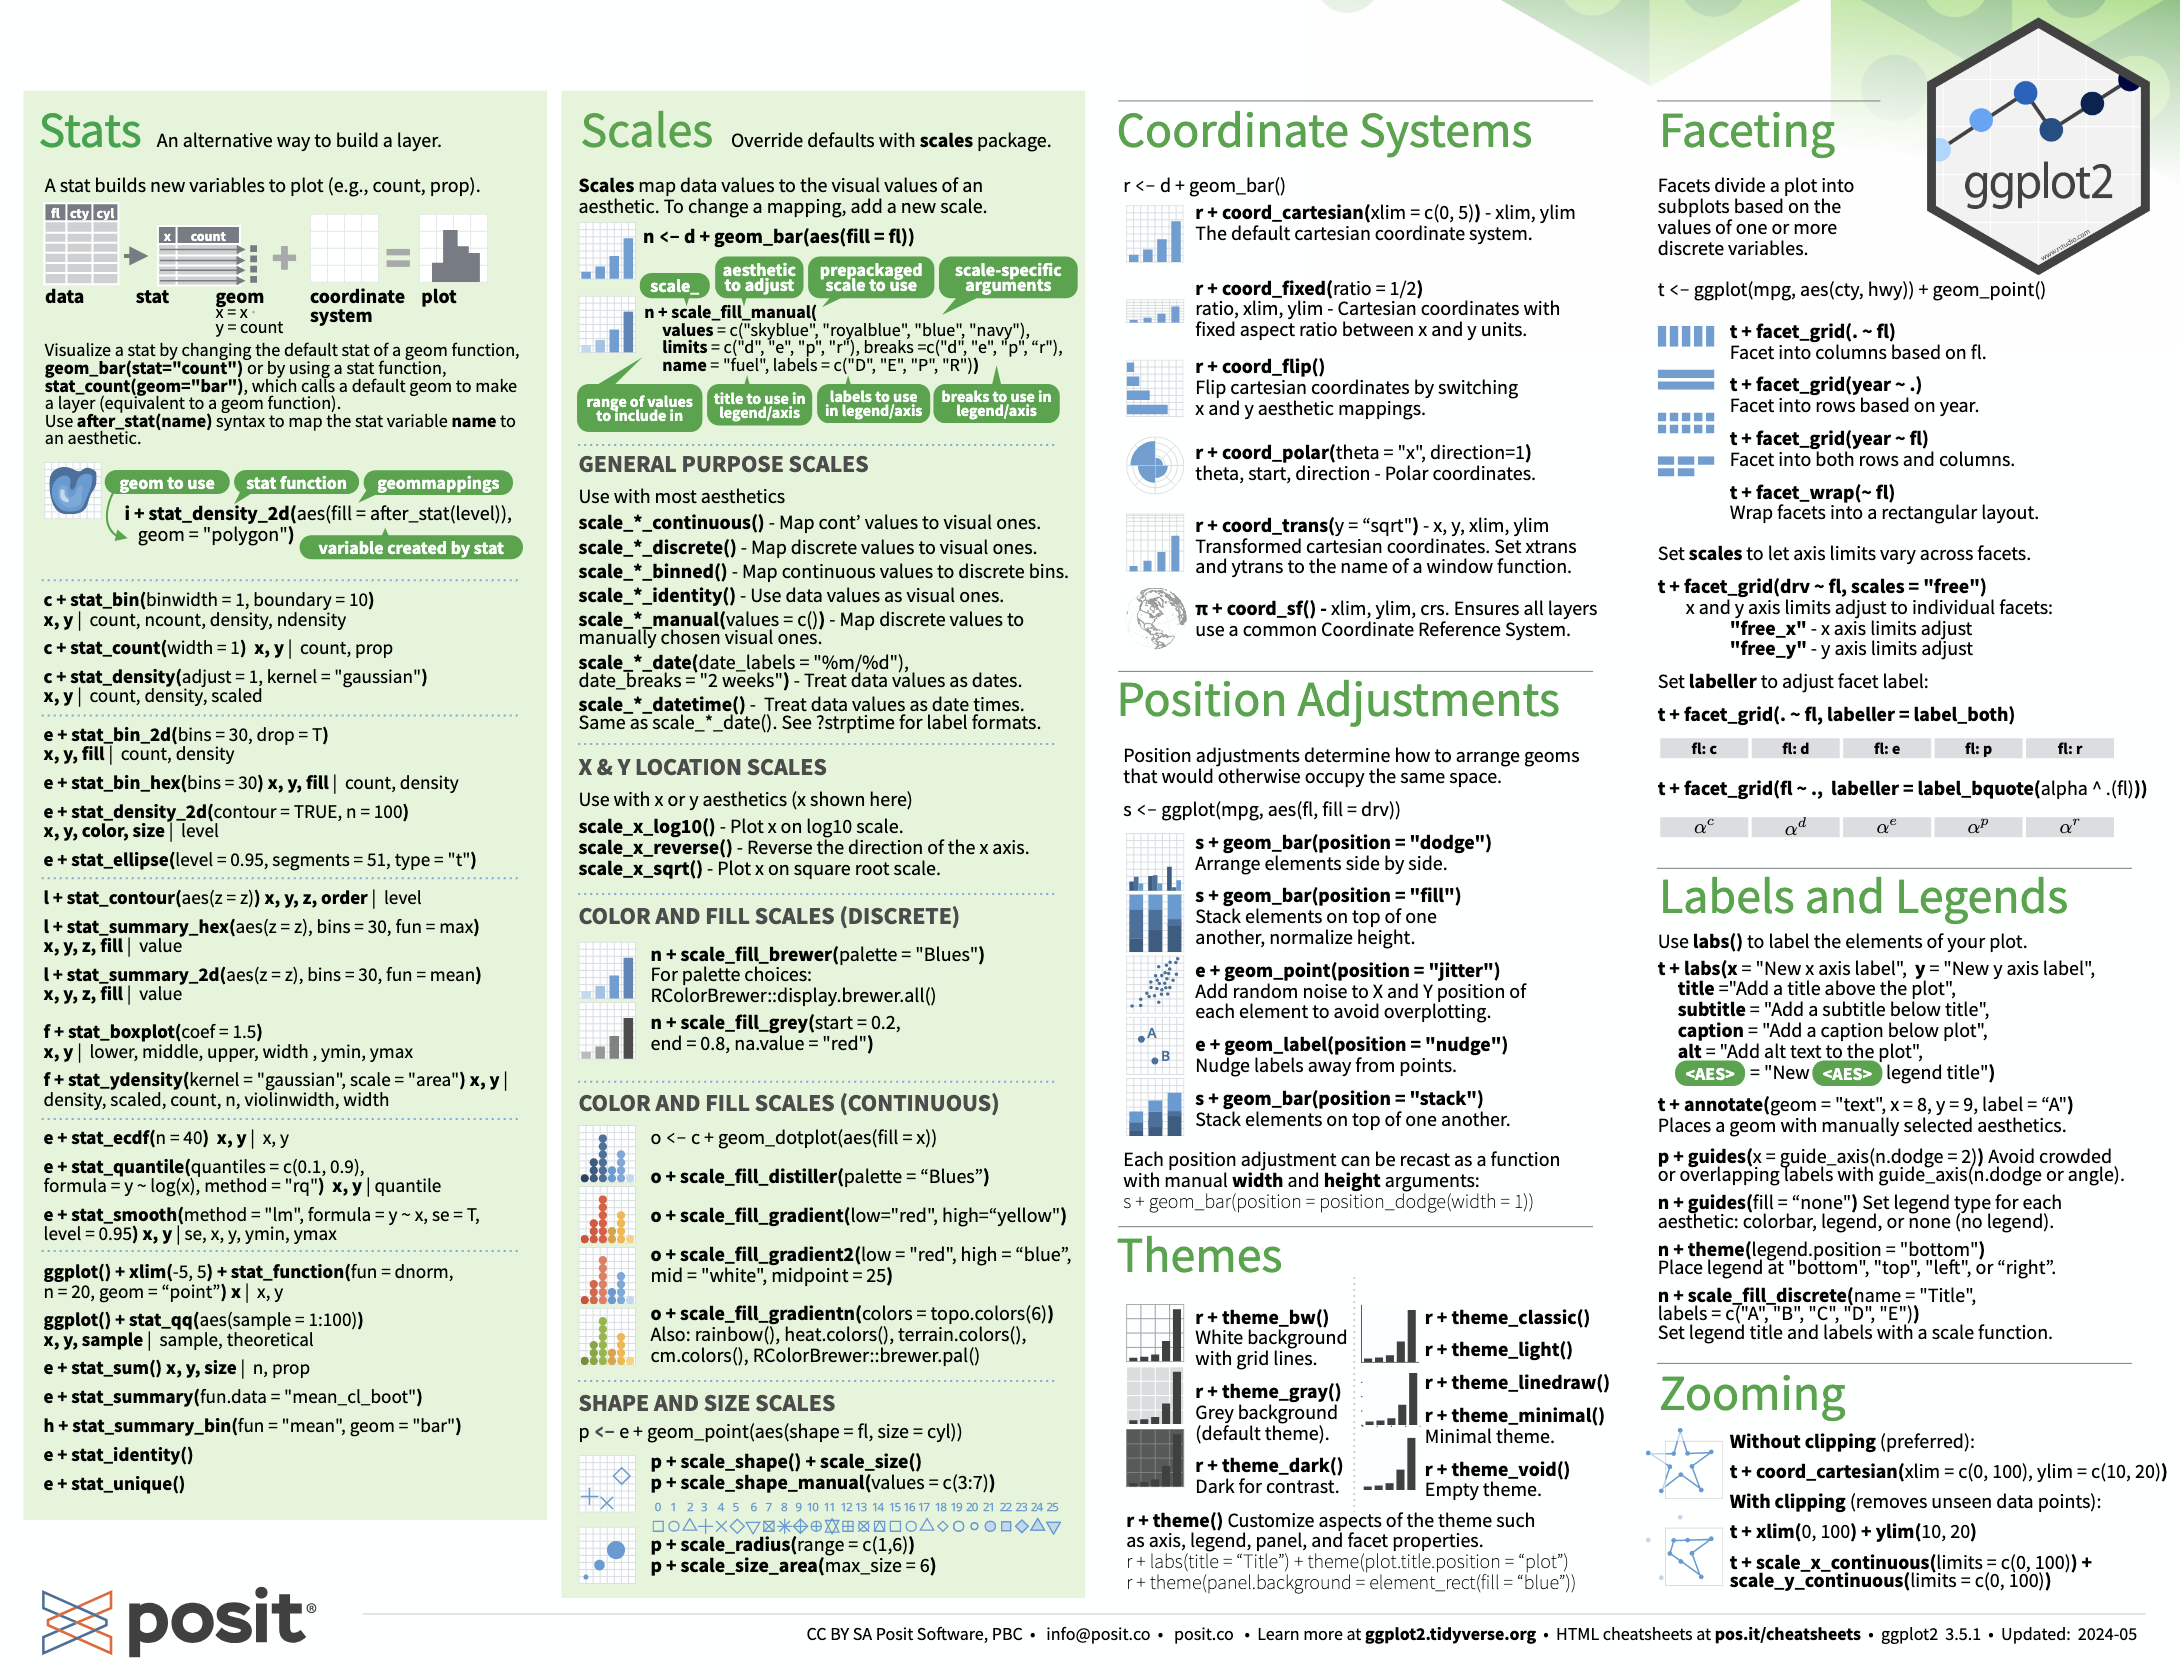 Stats An alternative way to build a layer.
A stat builds new variables to plot (e.g., count, prop).
fl cty cyl
x count
data stat geom coordinate plot
x = x · system
y = count
Visualize a stat by changing the default stat of a geom function,
geom_bar(stat="count") or by using a stat function,
stat_count(geom="bar"), which calls a default geom to make
a layer (equivalent to a geom function).
Use after_stat(name) syntax to map the stat variable name to
an aesthetic.
geom to use stat function geommappings
i + stat_density_2d(aes(fill = after_stat(level)),
geom = "polygon")
variable created by stat
c + stat_bin(binwidth = 1, boundary = 10)
x, y | count, ncount, density, ndensity
c + stat_count(width = 1) x, y | count, prop
c + stat_density(adjust = 1, kernel = "gaussian")
x, y | count, density, scaled
e + stat_bin_2d(bins = 30, drop = T)
x, y, fill | count, density
e + stat_bin_hex(bins = 30) x, y, fill | count, density
e + stat_density_2d(contour = TRUE, n = 100)
x, y, color, size | level
e + stat_ellipse(level = 0.95, segments = 51, type = "t")
l + stat_contour(aes(z = z)) x, y, z, order | level
l + stat_summary_hex(aes(z = z), bins = 30, fun = max)
x, y, z, fill | value
l + stat_summary_2d(aes(z = z), bins = 30, fun = mean)
x, y, z, fill | value
f + stat_boxplot(coef = 1.5)
x, y | lower, middle, upper, width , ymin, ymax
f + stat_ydensity(kernel = "gaussian", scale = "area") x, y |
density, scaled, count, n, violinwidth, width
e + stat_ecdf(n = 40) x, y | x, y
e + stat_quantile(quantiles = c(0.1, 0.9),
formula = y ~ log(x), method = "rq") x, y | quantile
e + stat_smooth(method = "lm", formula = y ~ x, se = T,
level = 0.95) x, y | se, x, y, ymin, ymax
ggplot() + xlim(-5, 5) + stat_function(fun = dnorm,
n = 20, geom = “point”) x | x, y
ggplot() + stat_qq(aes(sample = 1:100))
x, y, sample | sample, theoretical
e + stat_sum() x, y, size | n, prop
e + stat_summary(fun.data = "mean_cl_boot")
h + stat_summary_bin(fun = "mean", geom = "bar")
e + stat_identity()
e + stat_unique()
Scales Override defaults with scales package.
Scales map data values to the visual values of an
aesthetic. To change a mapping, add a new scale.
n <- d + geom_bar(aes(fill = fl))
scale_ aesthetic to adjust prepackaged scale to use scale-specific arguments
n + scale_fill_manual(
values = c("skyblue", "royalblue", "blue", "navy"),
limits = c("d", "e", "p", "r"), breaks =c("d", "e", "p", “r"),
name = "fuel", labels = c("D", "E", "P", "R"))
range of values to include in title to use in legend/axis labels to use in legend/axis breaks to use in legend/axis
GENERAL PURPOSE SCALES
Use with most aesthetics
scale_*_continuous() - Map cont’ values to visual ones.
scale_*_discrete() - Map discrete values to visual ones.
scale_*_binned() - Map continuous values to discrete bins.
scale_*_identity() - Use data values as visual ones.
scale_*_manual(values = c()) - Map discrete values to
manually chosen visual ones.
scale_*_date(date_labels = "%m/%d"),
date_breaks = "2 weeks") - Treat data values as dates.
scale_*_datetime() - Treat data values as date times.
Same as scale_*_date(). See ?strptime for label formats.
X & Y LOCATION SCALES
Use with x or y aesthetics (x shown here)
scale_x_log10() - Plot x on log10 scale.
scale_x_reverse() - Reverse the direction of the x axis.
scale_x_sqrt() - Plot x on square root scale.
COLOR AND FILL SCALES (DISCRETE)
n + scale_fill_brewer(palette = "Blues")
For palette choices:
RColorBrewer::display.brewer.all()
n + scale_fill_grey(start = 0.2,
end = 0.8, na.value = "red")
COLOR AND FILL SCALES (CONTINUOUS)
o <- c + geom_dotplot(aes(fill = x))
o + scale_fill_distiller(palette = “Blues”)
o + scale_fill_gradient(low="red", high=“yellow")
o + scale_fill_gradient2(low = "red", high = “blue”,
mid = "white", midpoint = 25)
o + scale_fill_gradientn(colors = topo.colors(6))
Also: rainbow(), heat.colors(), terrain.colors(),
cm.colors(), RColorBrewer::brewer.pal()
SHAPE AND SIZE SCALES
p <- e + geom_point(aes(shape = fl, size = cyl))
p + scale_shape() + scale_size()
p + scale_shape_manual(values = c(3:7))
0 1 2 3 4 5 6 7 8 9 10 11 12 13 14 15 16 17 18 19 20 21 22 23 24 25
p + scale_radius(range = c(1,6))
p + scale_size_area(max_size = 6)
Coordinate Systems
r <- d + geom_bar()
r + coord_cartesian(xlim = c(0, 5)) - xlim, ylim
The default cartesian coordinate system.
r + coord_fixed(ratio = 1/2)
ratio, xlim, ylim - Cartesian coordinates with
fixed aspect ratio between x and y units.
r + coord_flip()
Flip cartesian coordinates by switching
x and y aesthetic mappings.
r + coord_polar(theta = "x", direction=1)
theta, start, direction - Polar coordinates.
r + coord_trans(y = “sqrt") - x, y, xlim, ylim
Transformed cartesian coordinates. Set xtrans
and ytrans to the name of a window function.
π + coord_sf() - xlim, ylim, crs. Ensures all layers
use a common Coordinate Reference System.
Position Adjustments
Position adjustments determine how to arrange geoms
that would otherwise occupy the same space.
s <- ggplot(mpg, aes(fl, fill = drv))
s + geom_bar(position = "dodge")
Arrange elements side by side.
s + geom_bar(position = "fill")
Stack elements on top of one
another, normalize height.
e + geom_point(position = "jitter")
Add random noise to X and Y position of
each element to avoid overplotting.
A
B
e + geom_label(position = "nudge")
Nudge labels away from points.
s + geom_bar(position = "stack")
Stack elements on top of one another.
Each position adjustment can be recast as a function
with manual width and height arguments:
s + geom_bar(position = position_dodge(width = 1))
Themes
r + theme_bw()
White background
with grid lines.
r + theme_gray()
Grey background
(default theme).
r + theme_dark()
Dark for contrast.
r + theme_classic()
r + theme_light()
r + theme_linedraw()
r + theme_minimal()
Minimal theme.
r + theme_void()
Empty theme.
r + theme() Customize aspects of the theme such
as axis, legend, panel, and facet properties.
r + labs(title = “Title”) + theme(plot.title.position = “plot”)
r + theme(panel.background = element_rect(fill = “blue”))
Faceting
Facets divide a plot into
subplots based on the
values of one or more
discrete variables.
ggplot2
www.rstudio.com
t <- ggplot(mpg, aes(cty, hwy)) + geom_point()
t + facet_grid(. ~ fl)
Facet into columns based on fl.
t + facet_grid(year ~ .)
Facet into rows based on year.
t + facet_grid(year ~ fl)
Facet into both rows and columns.
t + facet_wrap(~ fl)
Wrap facets into a rectangular layout.
Set scales to let axis limits vary across facets.
t + facet_grid(drv ~ fl, scales = "free")
x and y axis limits adjust to individual facets:
"free_x" - x axis limits adjust
"free_y" - y axis limits adjust
Set labeller to adjust facet label:
t + facet_grid(. ~ fl, labeller = label_both)
fl: c fl: d fl: e fl: p fl: r
t + facet_grid(fl ~ ., labeller = label_bquote(alpha ^ .(fl)))
α^c α^d α^e α^p α^r
Labels and Legends
Use labs() to label the elements of your plot.
t + labs(x = "New x axis label", y = "New y axis label",
title ="Add a title above the plot",
subtitle = "Add a subtitle below title",
caption = "Add a caption below plot",
alt = "Add alt text to the plot",
<AES> = "New <AES> legend title")
t + annotate(geom = "text", x = 8, y = 9, label = “A")
Places a geom with manually selected aesthetics.
p + guides(x = guide_axis(n.dodge = 2)) Avoid crowded
or overlapping labels with guide_axis(n.dodge or angle).
n + guides(fill = “none") Set legend type for each
aesthetic: colorbar, legend, or none (no legend).
n + theme(legend.position = "bottom")
Place legend at "bottom", "top", "left", or “right”.
n + scale_fill_discrete(name = "Title",
labels = c("A", "B", "C", "D", "E"))
Set legend title and labels with a scale function.
Zooming
Without clipping (preferred):
t + coord_cartesian(xlim = c(0, 100), ylim = c(10, 20))
With clipping (removes unseen data points):
t + xlim(0, 100) + ylim(10, 20)
t + scale_x_continuous(limits = c(0, 100)) +
scale_y_continuous(limits = c(0, 100))
posit®
CC BY SA Posit Software, PBC • info@posit.co • posit.co • Learn more at ggplot2.tidyverse.org • HTML cheatsheets at pos.it/cheatsheets • ggplot2 3.5.1 • Updated: 2024-05